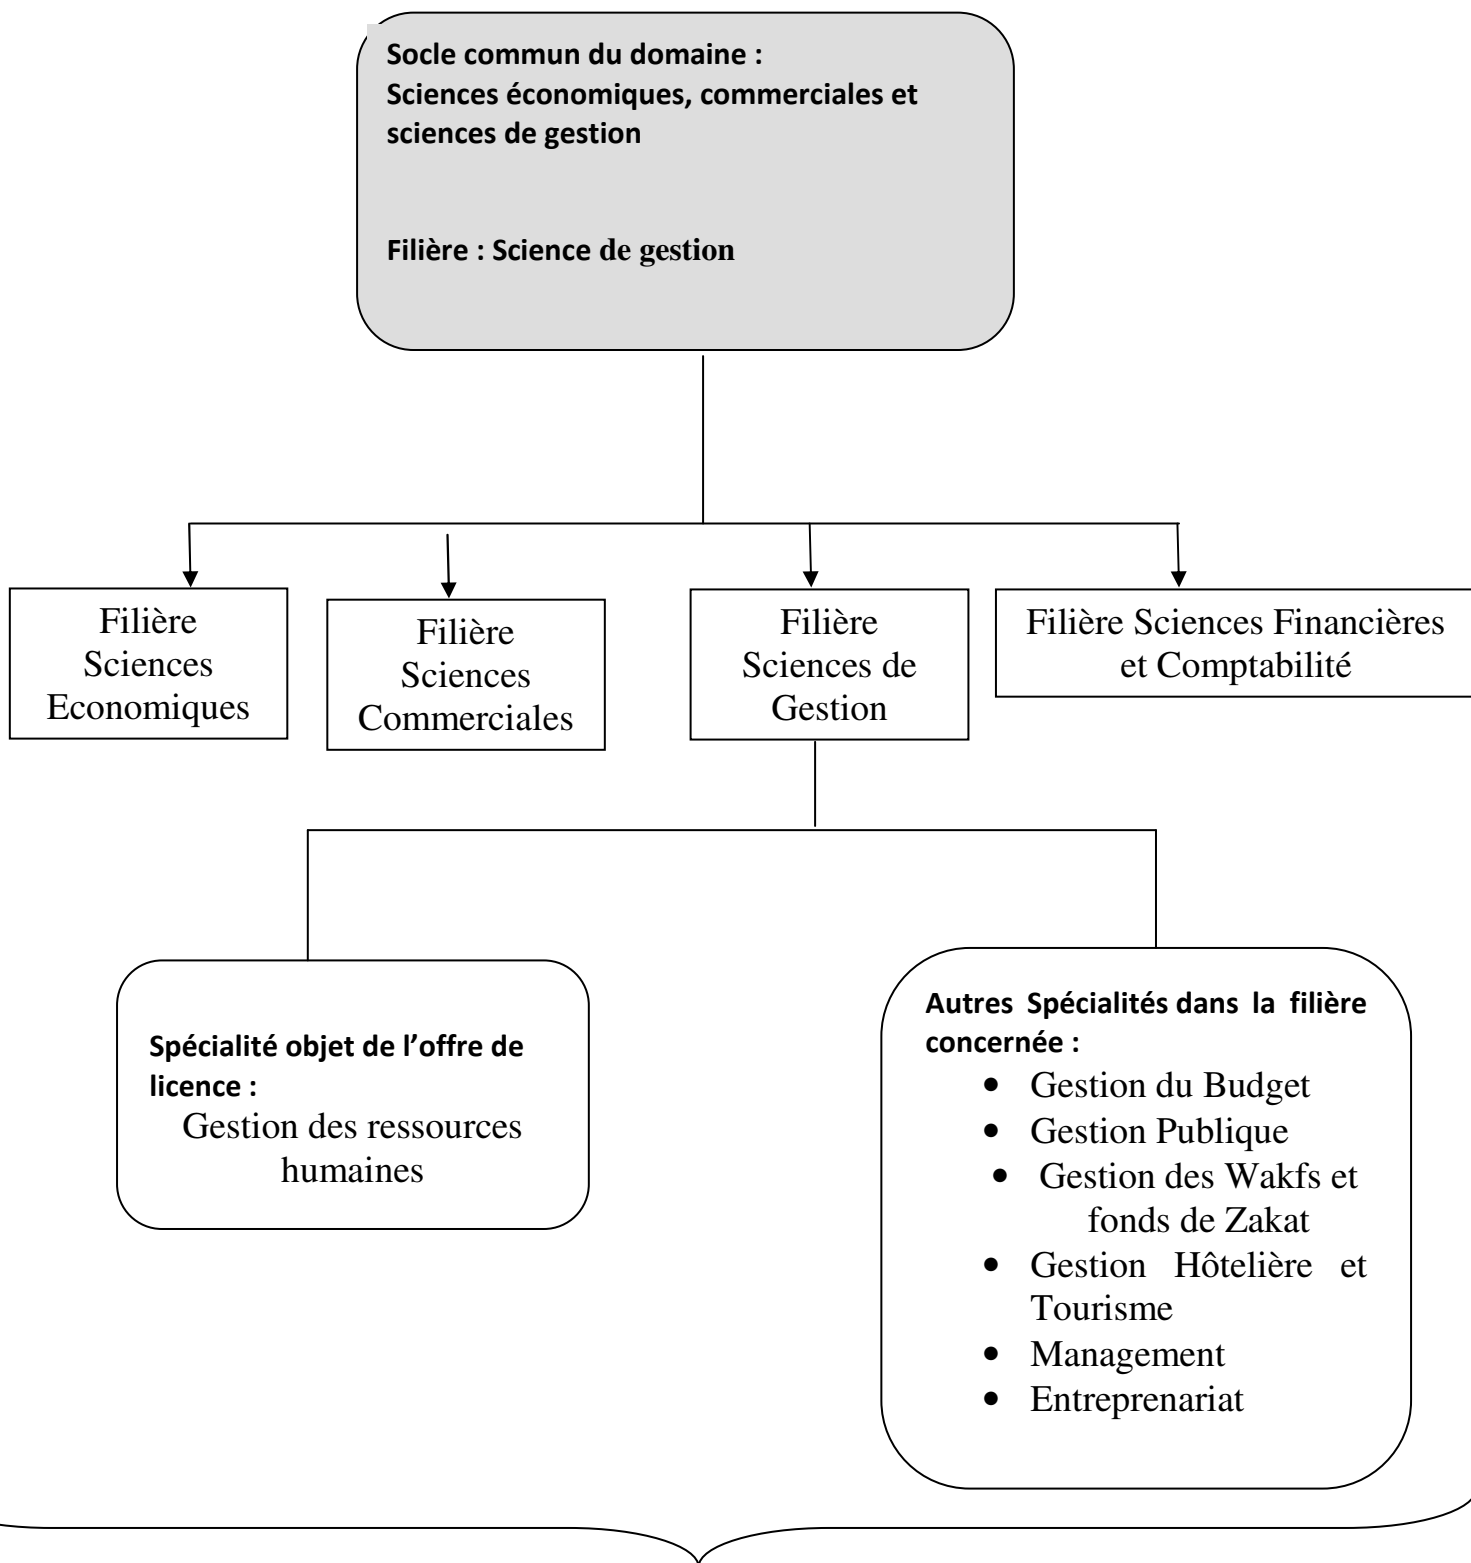 Socle commun du domaine :
Sciences économiques, commerciales et
sciences de gestion
Filière : Science de gestion
Filière
Sciences
Economiques
Filière
Sciences
Commerciales
Filière
Sciences de
Gestion
Filière Sciences Financières
et Comptabilité
Spécialité objet de l’offre de
licence :
Gestion des ressources
humaines
Autres Spécialités dans la filière
concernée :
• Gestion du Budget
• Gestion Publique
• Gestion des Wakfs et
fonds de Zakat
• Gestion Hôtelière et
Tourisme
• Management
• Entreprenariat